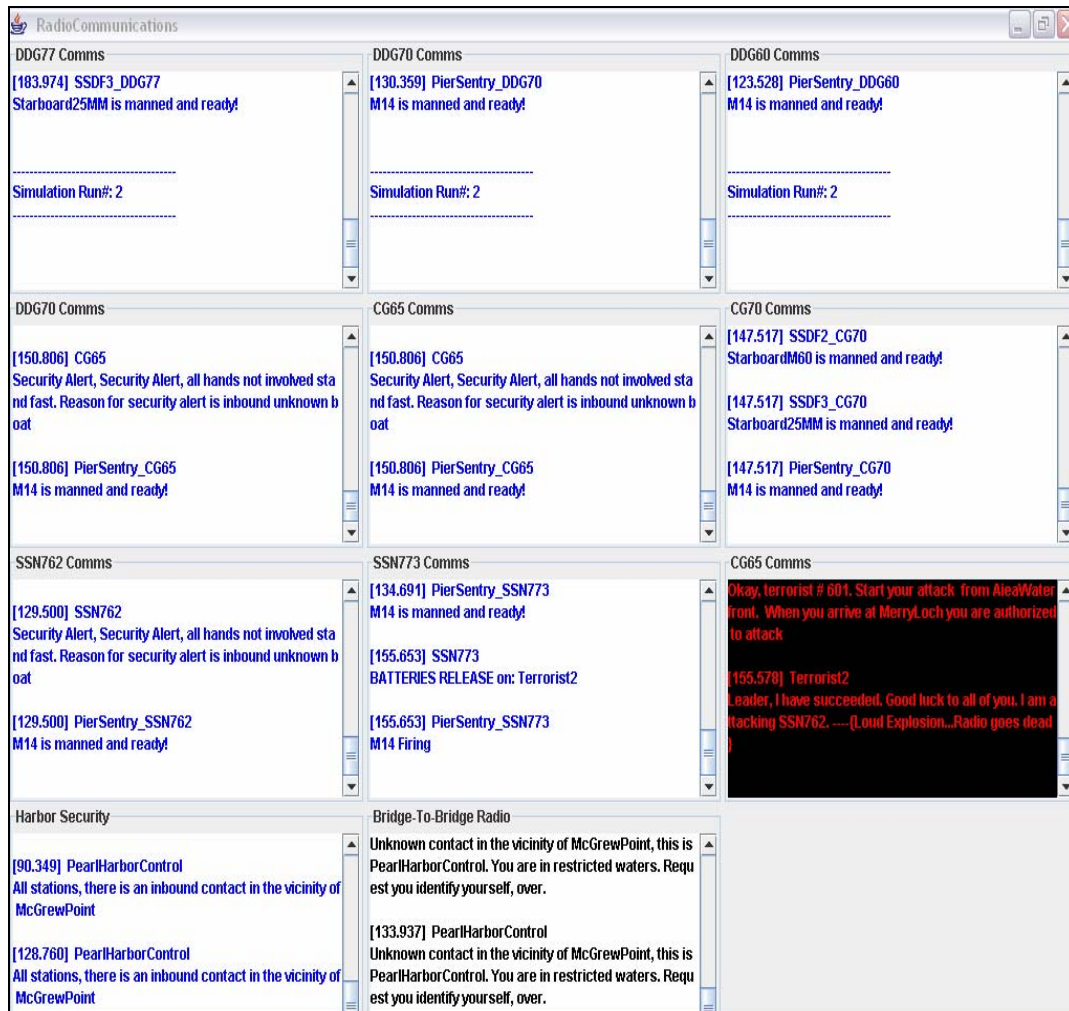 RadioCommunications
DDG77 Comms
[183.974] SSDF3_DDG77
Starboard25MM is manned and ready!
---------------------------------------
Simulation Run#: 2
---------------------------------------
DDG70 Comms
[130.359] PierSentry_DDG70
M14 is manned and ready!
---------------------------------------
Simulation Run#: 2
---------------------------------------
DDG60 Comms
[123.528] PierSentry_DDG60
M14 is manned and ready!
---------------------------------------
Simulation Run#: 2
---------------------------------------
DDG70 Comms
[150.806] CG65
Security Alert, Security Alert, all hands not involved sta
nd fast. Reason for security alert is inbound unknown b
oat
[150.806] PierSentry_CG65
M14 is manned and ready!
CG65 Comms
[150.806] CG65
Security Alert, Security Alert, all hands not involved sta
nd fast. Reason for security alert is inbound unknown b
oat
[150.806] PierSentry_CG65
M14 is manned and ready!
CG70 Comms
[147.517] SSDF2_CG70
StarboardM60 is manned and ready!
[147.517] SSDF3_CG70
Starboard25MM is manned and ready!
[147.517] PierSentry_CG70
M14 is manned and ready!
SSN762 Comms
[129.500] SSN762
Security Alert, Security Alert, all hands not involved sta
nd fast. Reason for security alert is inbound unknown b
oat
[129.500] PierSentry_SSN762
M14 is manned and ready!
SSN773 Comms
[134.691] PierSentry_SSN773
M14 is manned and ready!
[155.653] SSN773
BATTERIES RELEASE on: Terrorist2
[155.653] PierSentry_SSN773
M14 Firing
CG65 Comms
Okay, terrorist # 601. Start your attack from AieaWater
front. When you arrive at MerryLoch you are authorized
to attack
[155.578] Terrorist2
Leader, I have succeeded. Good luck to all of you. I am a
ttacking SSN762. ----{Loud Explosion...Radio goes dead
}
Harbor Security
[90.349] PearlHarborControl
All stations, there is an inbound contact in the vicinity of
McGrewPoint
[128.760] PearlHarborControl
All stations, there is an inbound contact in the vicinity of
McGrewPoint
Bridge-To-Bridge Radio
Unknown contact in the vicinity of McGrewPoint, this is
PearlHarborControl. You are in restricted waters. Requ
est you identify yourself, over.
[133.937] PearlHarborControl
Unknown contact in the vicinity of McGrewPoint, this is
PearlHarborControl. You are in restricted waters. Requ
est you identify yourself, over.